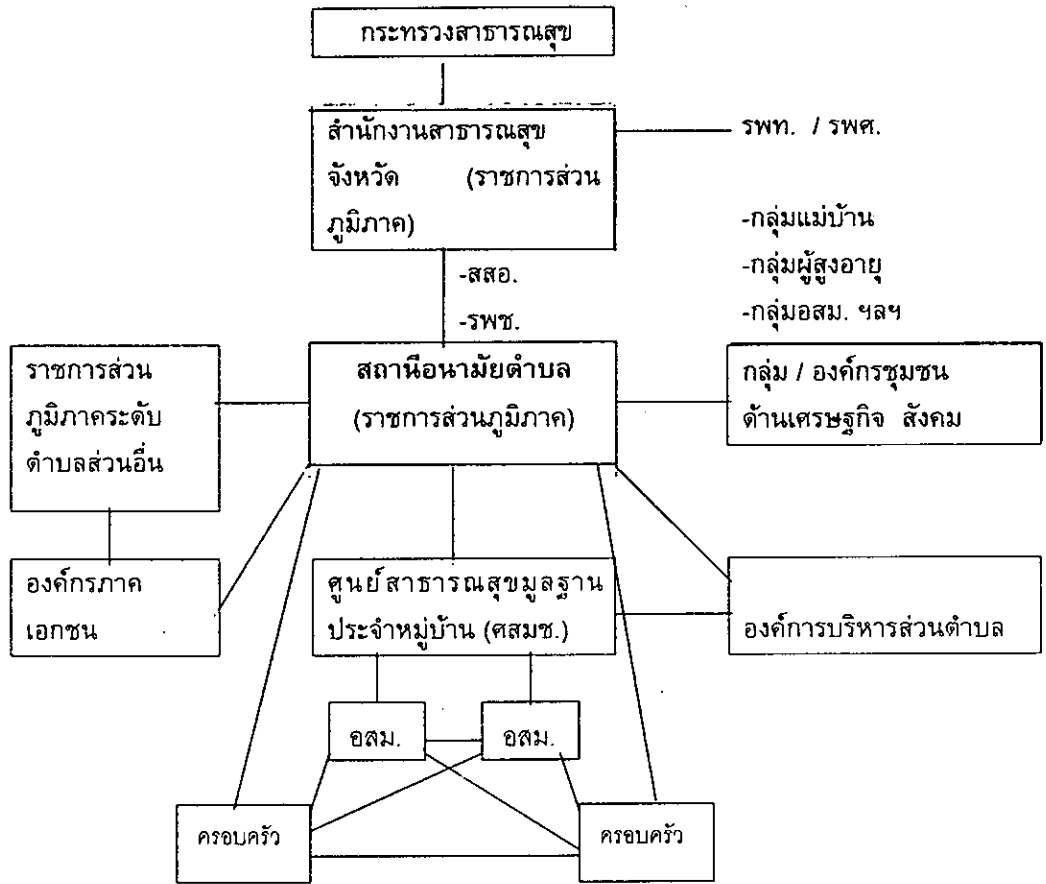 กระทรวงสาธารณสุข
สำนักงานสาธารณสุข
จังหวัด (ราชการส่วน
ภูมิภาค)
รพท. / รพศ.
-กลุ่มแม่บ้าน
-กลุ่มผู้สูงอายุ
-กลุ่มอสม. ฯลฯ
-สสอ.
-รพช.
ราชการส่วน
ภูมิภาคระดับ
ตำบลส่วนอื่น
สถานีอนามัยตำบล
(ราชการส่วนภูมิภาค)
กลุ่ม / องค์กรชุมชน
ด้านเศรษฐกิจ สังคม
องค์กรภาค
เอกชน
ศูนย์สาธารณสุขมูลฐาน
ประจำหมู่บ้าน (ศสมช.)
องค์การบริหารส่วนตำบล
อสม.
อสม.
ครอบครัว
ครอบครัว